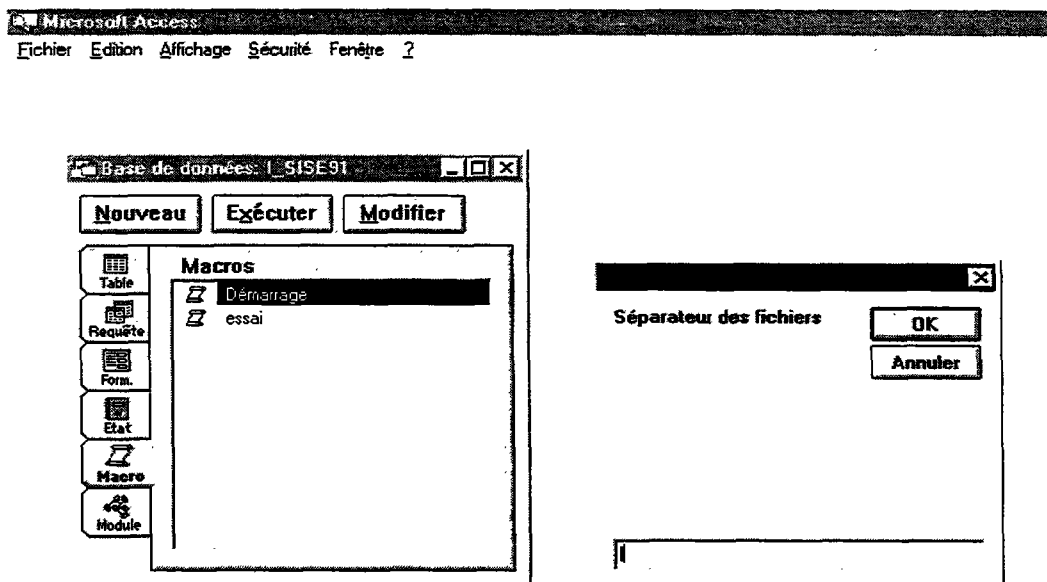 Microsoft Access
Fichier Edition Affichage Sécurité Fenêtre ?
Base de données: I_SISE91
Nouveau Exécuter Modifier
Table
Requête
Form.
Etat
Macro
Module
Macros
Démarrage
essai
Séparateur des fichiers
OK
Annuler